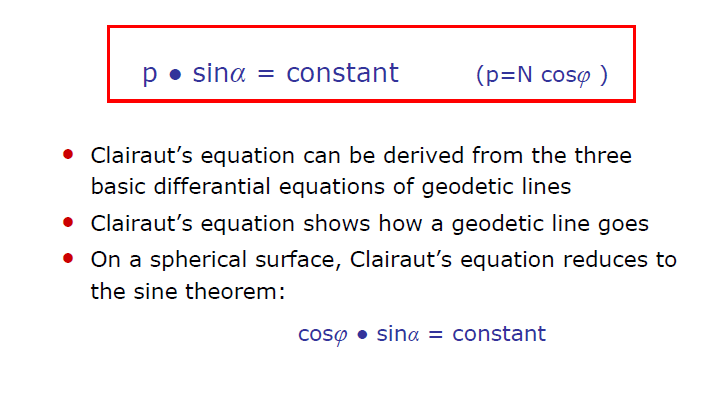 p • sinα = constant (p=N cosφ )
• Clairaut’s equation can be derived from the three
basic differantial equations of geodetic lines
• Clairaut’s equation shows how a geodetic line goes
• On a spherical surface, Clairaut’s equation reduces to
the sine theorem:
cosφ • sinα = constant